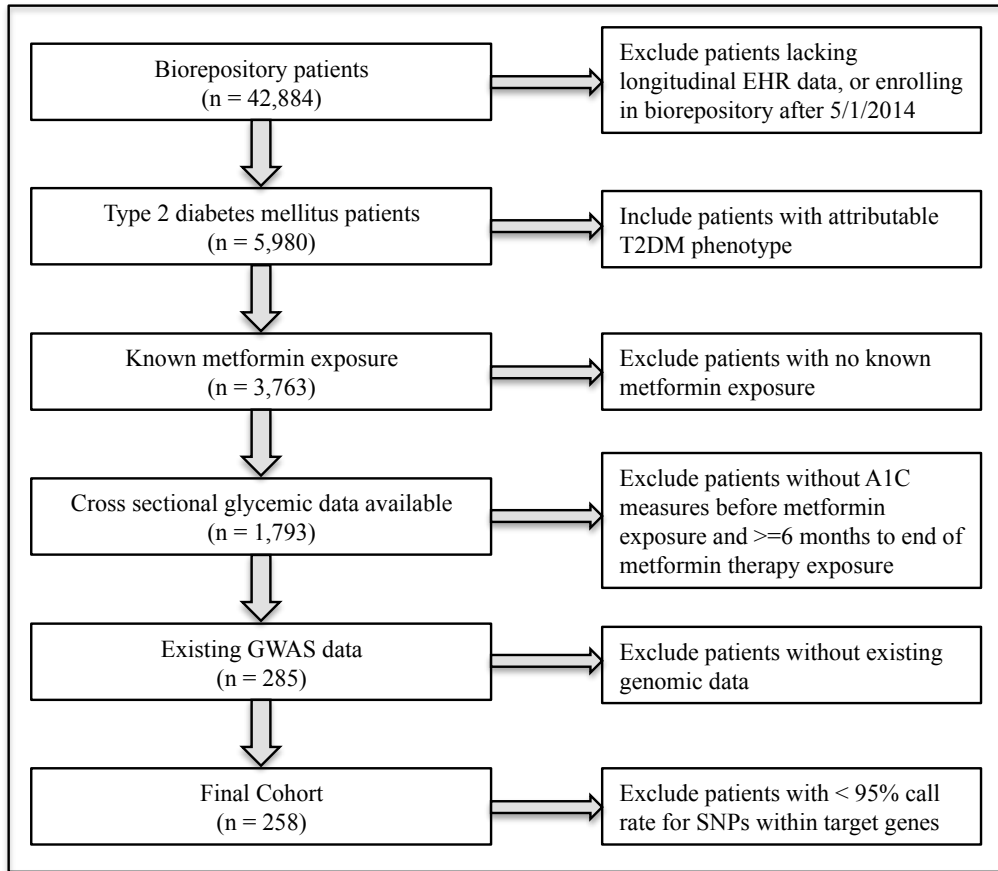 Biorepository patients
(n = 42,884)
Exclude patients lacking
longitudinal EHR data, or enrolling
in biorepository after 5/1/2014
Type 2 diabetes mellitus patients
(n = 5,980)
Include patients with attributable
T2DM phenotype
Known metformin exposure
(n = 3,763)
Exclude patients with no known
metformin exposure
Cross sectional glycemic data available
(n = 1,793)
Exclude patients without A1C
measures before metformin
exposure and >=6 months to end of
metformin therapy exposure
Existing GWAS data
(n = 285)
Exclude patients without existing
genomic data
Final Cohort
(n = 258)
Exclude patients with < 95% call
rate for SNPs within target genes